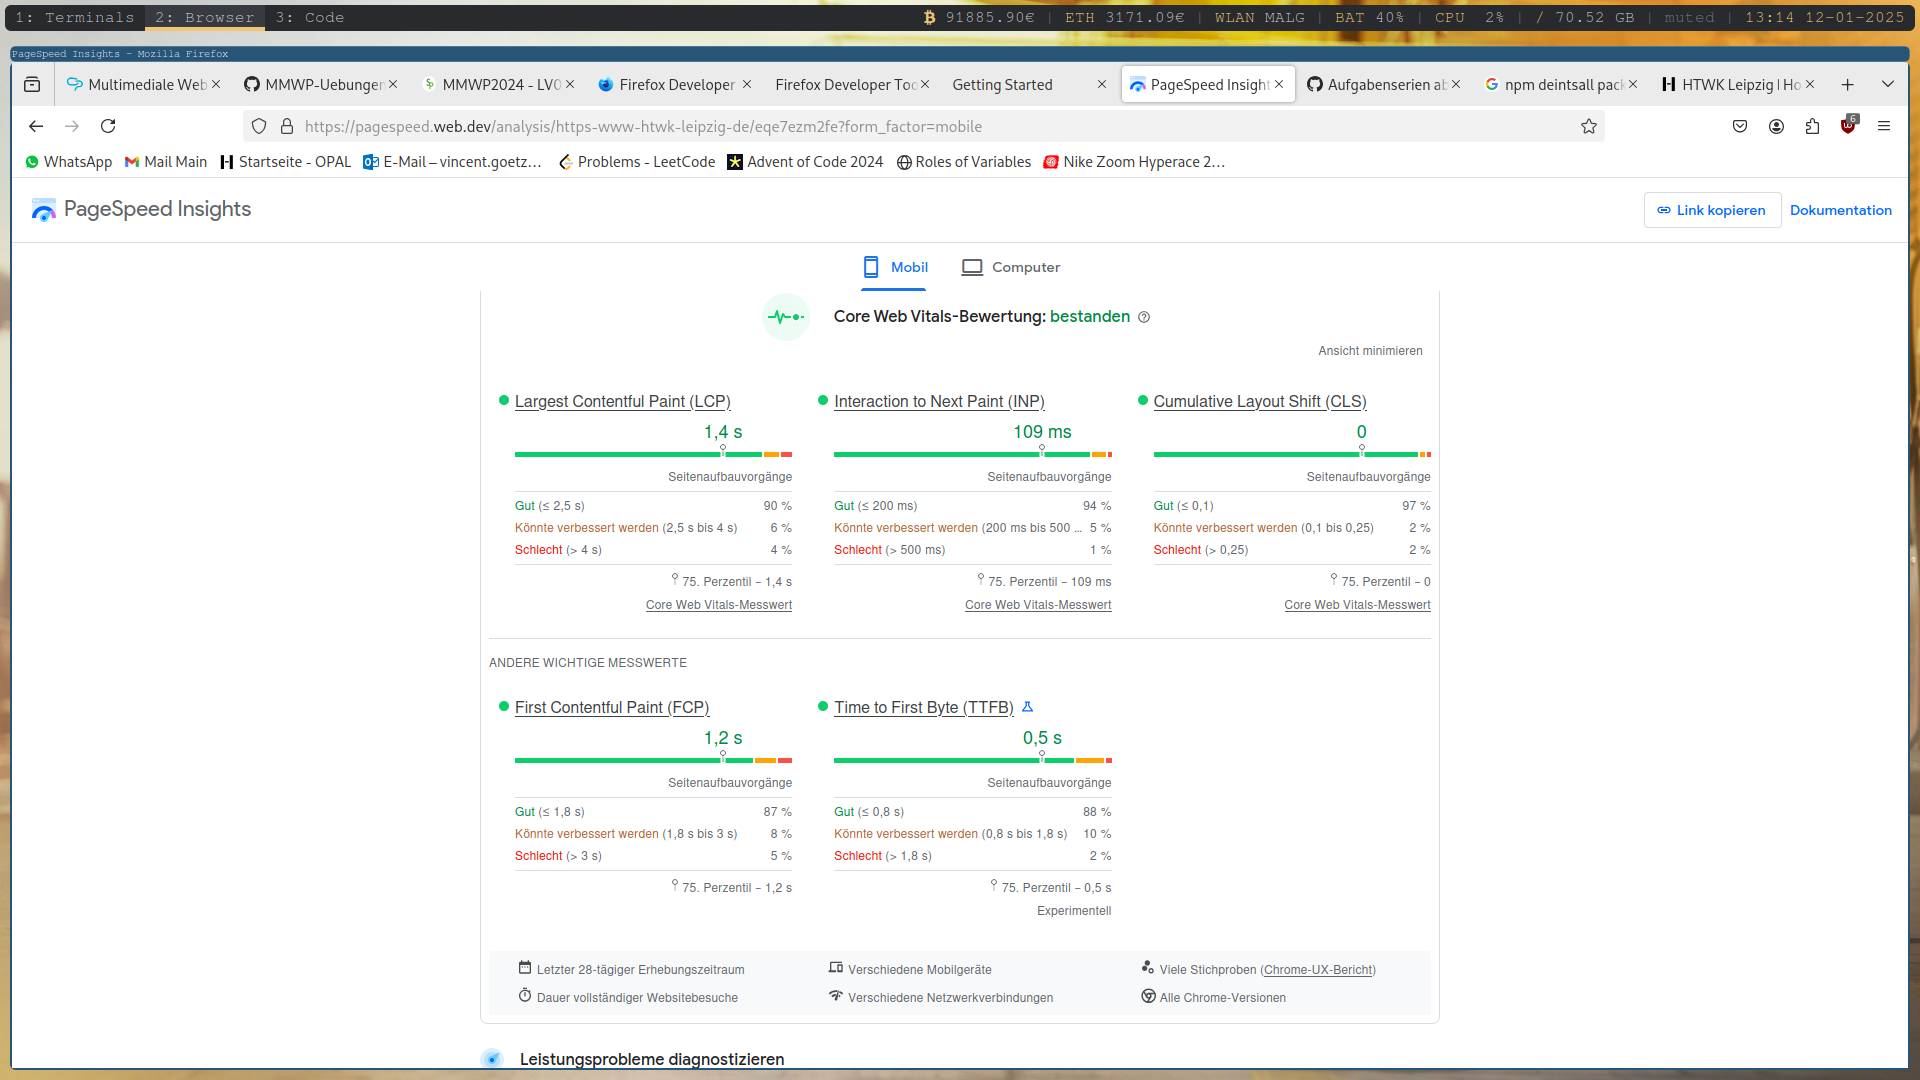 1: Terminals 2: Browser 3: Code 91885.90€ | ETH 3171.09€ | WLAN MALG | BAT 40% | CPU 2% | / 70.52 GB | muted | 13:14 12-01-2025
PageSpeed Insights - Mozilla Firefox
Multimediale Web MMWP-Uebungen MMWP2024 - LV0 Firefox Developer Firefox Developer Too Getting Started PageSpeed Insight Aufgabenserien ab npm deintsall pack HTWK Leipzig | Ho
https://pagespeed.web.dev/analysis/https-www-htwk-leipzig-de/eqe7ezm2fe?form_factor=mobile 6
WhatsApp Mail Main Startseite - OPAL E-Mail – vincent.goetz… Problems - LeetCode Advent of Code 2024 Roles of Variables Nike Zoom Hyperace 2…
PageSpeed Insights Link kopieren Dokumentation
Mobil Computer
Core Web Vitals-Bewertung: bestanden
Ansicht minimieren
Largest Contentful Paint (LCP) Interaction to Next Paint (INP) Cumulative Layout Shift (CLS)
1,4 s 109 ms 0
Seitenaufbauvorgänge Seitenaufbauvorgänge Seitenaufbauvorgänge
Gut (≤ 2,5 s) 90 % Gut (≤ 200 ms) 94 % Gut (≤ 0,1) 97 %
Könnte verbessert werden (2,5 s bis 4 s) 6 % Könnte verbessert werden (200 ms bis 500 … 5 % Könnte verbessert werden (0,1 bis 0,25) 2 %
Schlecht (> 4 s) 4 % Schlecht (> 500 ms) 1 % Schlecht (> 0,25) 2 %
75. Perzentil – 1,4 s 75. Perzentil – 109 ms 75. Perzentil – 0
Core Web Vitals-Messwert Core Web Vitals-Messwert Core Web Vitals-Messwert
ANDERE WICHTIGE MESSWERTE
First Contentful Paint (FCP) Time to First Byte (TTFB)
1,2 s 0,5 s
Seitenaufbauvorgänge Seitenaufbauvorgänge
Gut (≤ 1,8 s) 87 % Gut (≤ 0,8 s) 88 %
Könnte verbessert werden (1,8 s bis 3 s) 8 % Könnte verbessert werden (0,8 s bis 1,8 s) 10 %
Schlecht (> 3 s) 5 % Schlecht (> 1,8 s) 2 %
75. Perzentil – 1,2 s 75. Perzentil – 0,5 s
Experimentell
Letzter 28-tägiger Erhebungszeitraum Verschiedene Mobilgeräte Viele Stichproben (Chrome-UX-Bericht)
Dauer vollständiger Websitebesuche Verschiedene Netzwerkverbindungen Alle Chrome-Versionen
Leistungsprobleme diagnostizieren